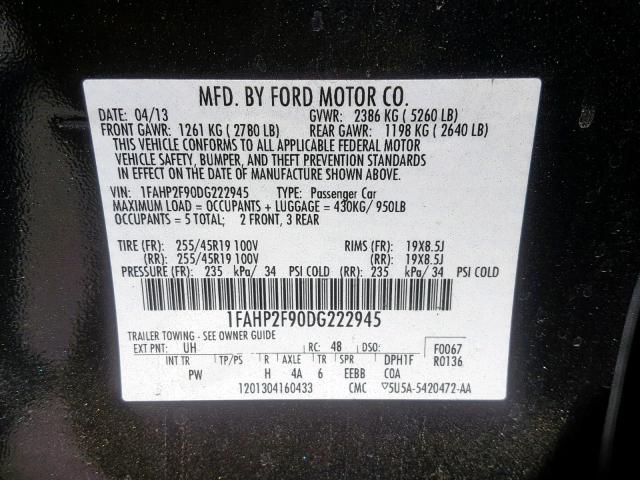 MFD. BY FORD MOTOR CO.
DATE: 04/13 GVWR: 2386 KG ( 5260 LB)
FRONT GAWR: 1261 KG ( 2780 LB) REAR GAWR: 1198 KG ( 2640 LB)
THIS VEHICLE CONFORMS TO ALL APPLICABLE FEDERAL MOTOR
VEHICLE SAFETY, BUMPER, AND THEFT PREVENTION STANDARDS
IN EFFECT ON THE DATE OF MANUFACTURE SHOWN ABOVE.
VIN: 1FAHP2F90DG222945 TYPE: Passenger Car
MAXIMUM LOAD = OCCUPANTS + LUGGAGE = 430KG/ 950LB
OCCUPANTS = 5 TOTAL; 2 FRONT, 3 REAR
TIRE (FR): 255/45R19 100V RIMS (FR): 19X8.5J
(RR): 255/45R19 100V (RR): 19X8.5J
PRESSURE (FR): 235 kPa/ 34 PSI COLD (RR): 235 kPa/ 34 PSI COLD
1FAHP2F90DG222945
TRAILER TOWING - SEE OWNER GUIDE
EXT PNT: UH RC: 48 DSO: F0067
INT TR TP/PS R AXLE TR SPR DPH1F R0136
PW H 4A 6 EEBB COA
1201304160433 CMC ▽5U5A-5420472-AA